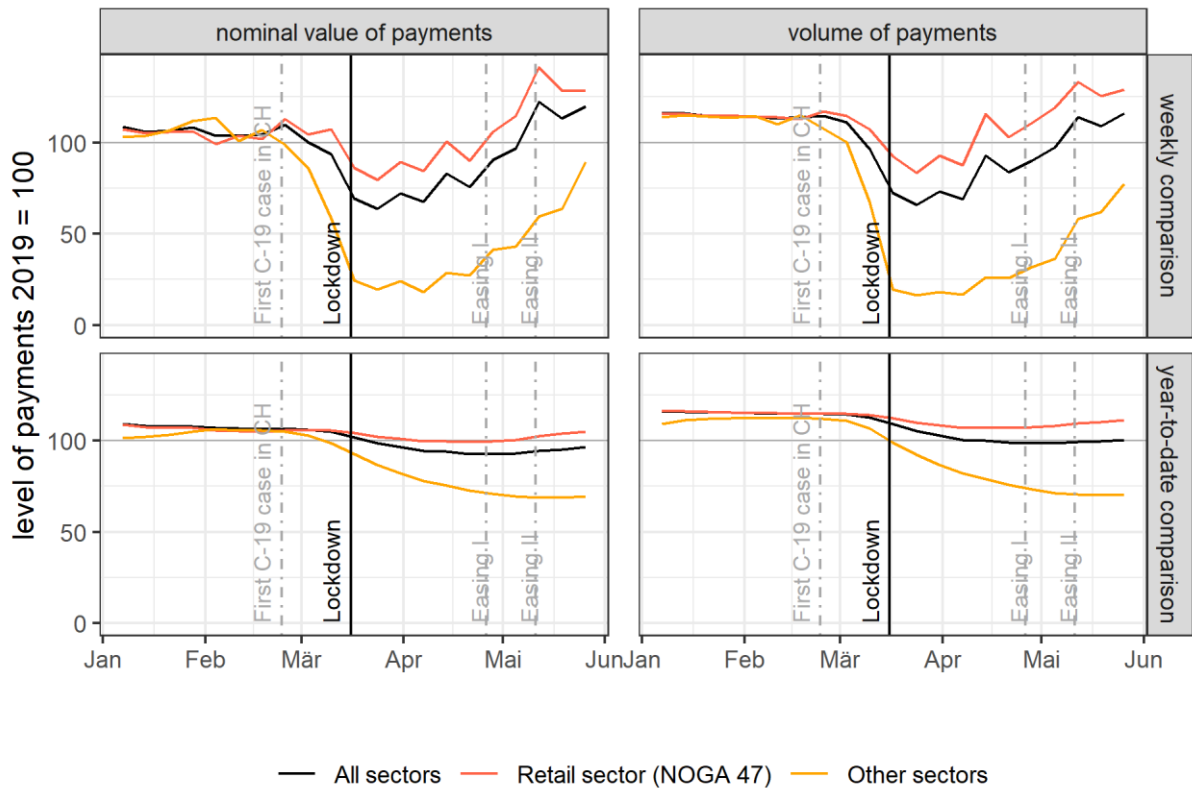 nominal value of payments
volume of payments
level of payments 2019 = 100
100
50
0
First C-19 case in CH
Lockdown
Easing I
Easing II
First C-19 case in CH
Lockdown
Easing I
Easing II
weekly comparison
100
50
0
First C-19 case in CH
Lockdown
Easing I
Easing II
First C-19 case in CH
Lockdown
Easing I
Easing II
year-to-date comparison
Jan Feb Mär Apr Mai Jun
Jan Feb Mär Apr Mai Jun
All sectors Retail sector (NOGA 47) Other sectors